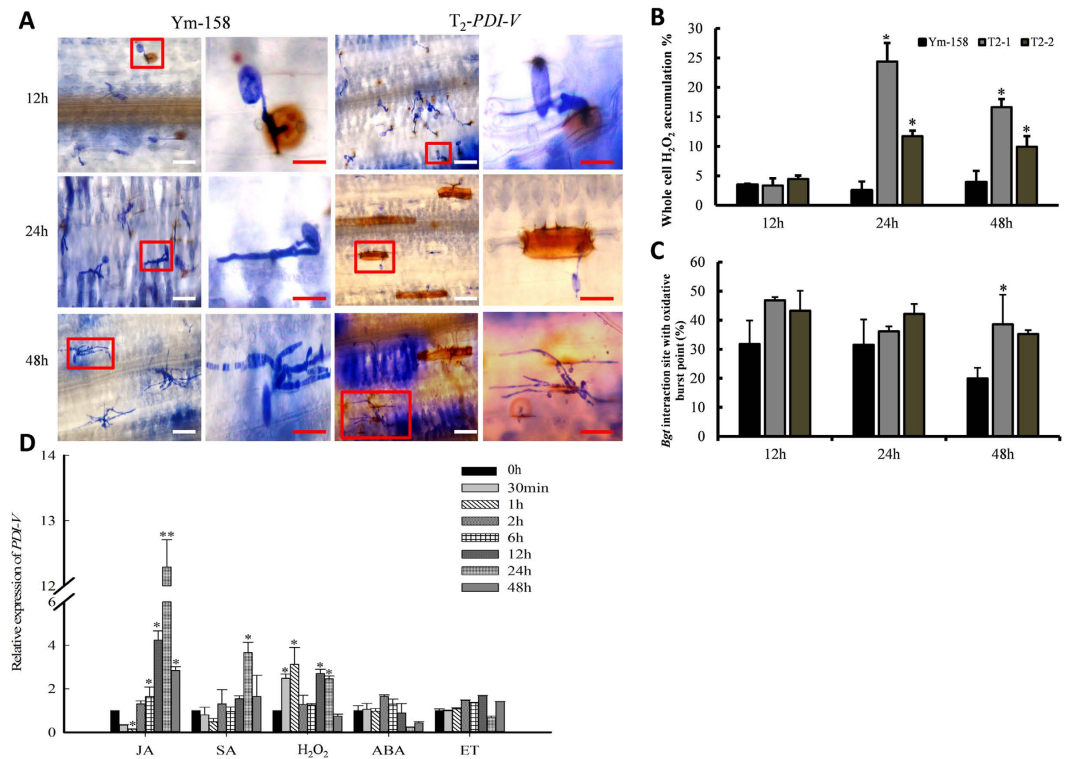 A
Ym-158
T2-PDI-V
12h
24h
48h
B
Whole cell H2O2 accumulation %
30
25
20
15
10
5
0
Ym-158 T2-1 T2-2
*
*
*
*
12h 24h 48h
C
Bgt interaction site with oxidative
burst point (%)
60
50
40
30
20
10
0
*
12h 24h 48h
D
Relative expression of PDI-V
14
13
12
6
4
2
0
0h
30min
1h
2h
6h
12h
24h
48h
**
* * * * *
*
* * * *
JA SA H2O2 ABA ET